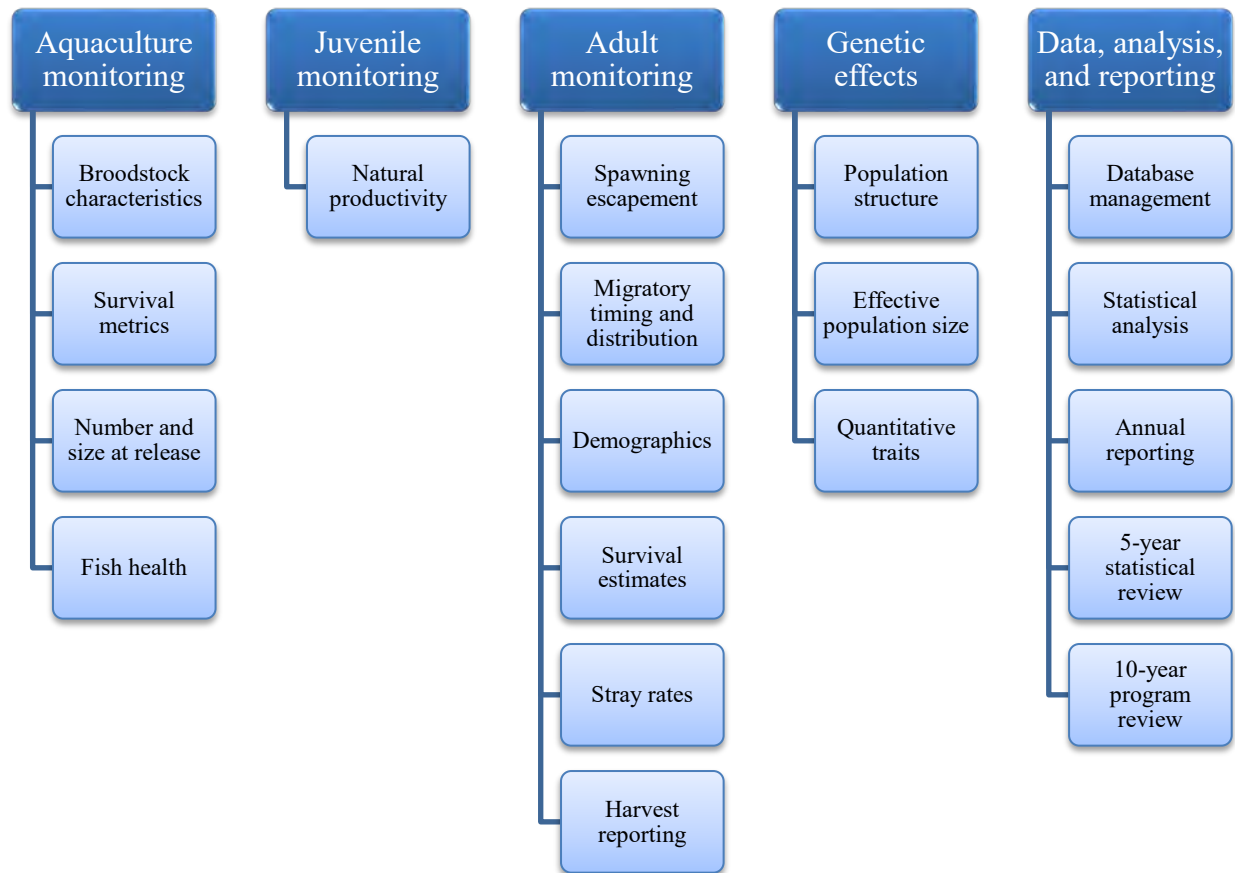 Aquaculture
monitoring
Broodstock
characteristics
Survival
metrics
Number and
size at release
Fish health
Juvenile
monitoring
Natural
productivity
Adult
monitoring
Spawning
escapement
Migratory
timing and
distribution
Demographics
Survival
estimates
Stray rates
Harvest
reporting
Genetic
effects
Population
structure
Effective
population size
Quantitative
traits
Data, analysis,
and reporting
Database
management
Statistical
analysis
Annual
reporting
5-year
statistical
review
10-year
program
review